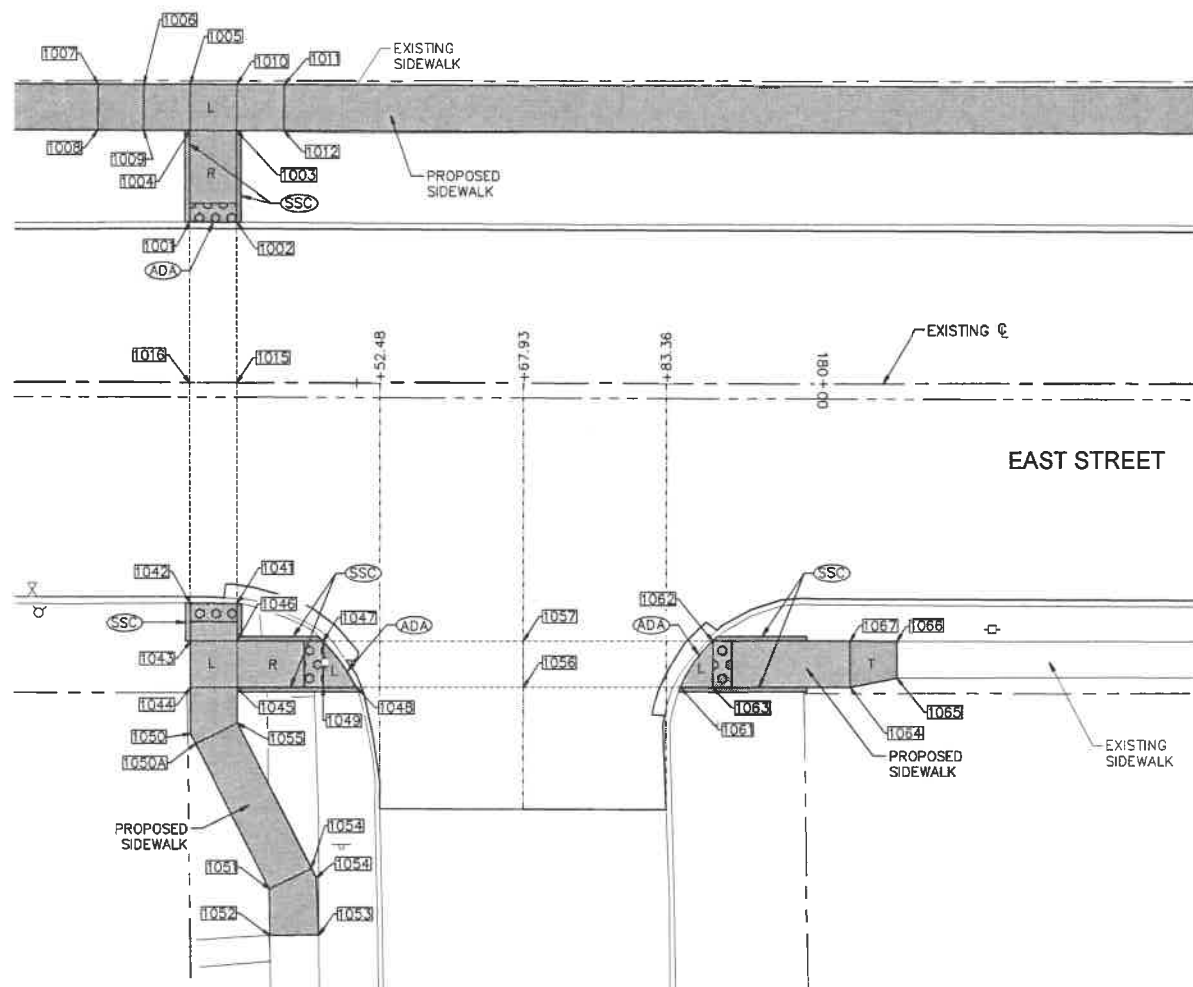 1006
1007
1005
1010
1011
EXISTING
SIDEWALK
L
1008
1009
1004
1003
1012
R
PROPOSED
SIDEWALK
SSC
1001
1002
ADA
1016
1015
+52.48
+67.93
+83.36
180+00
EXISTING ℄
EAST STREET
1042
1041
1046
SSC
1047
ADA
SSC
1043
L
R
L
1057
1056
1044
1045
1049
1048
1050
1050A
1055
PROPOSED
SIDEWALK
1054
1054
1051
1052
1053
1062
SSC
ADA
1067
1066
L
T
1061
1063
1064
1065
PROPOSED
SIDEWALK
EXISTING
SIDEWALK